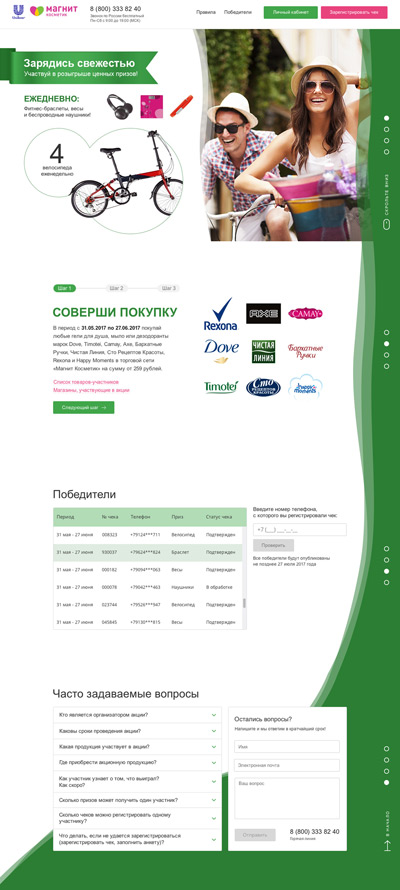 Unilever
МАГНИТ
КОСМЕТИК
8 (800) 333 82 40
Звонок по России бесплатный
Правила
Победители
Личный кабинет
Зарегистрировать чек
Зарядись свежестью
Участвуй в розыгрыше ценных призов!
ЕЖЕДНЕВНО:
Фитнес-браслеты, весы
и беспроводные наушники!
4
велосипеда
еженедельно
СКРОЛЬТЕ ВНИЗ
Шаг 1
Шаг 2
Шаг 3
СОВЕРШИ ПОКУПКУ
В период с 31.05.2017 по 27.06.2017 покупай
любые гели для душа, мыло или дезодоранты
марок Dove, Timotei, Camay, Axe, Бархатные
Ручки, Чистая Линия, Сто Рецептов Красоты,
Rexona и Happy Moments в торговой сети
«Магнит Косметик» на сумму от 259 рублей.
Список товаров-участников
Магазины, участвующие в акции
Следующий шаг →
Rexona
AXE
CAMAY
Dove
ЧИСТАЯ
ЛИНИЯ
Бархатные
Ручки
Timotei
Сто
РЕЦЕПТОВ
КРАСОТЫ
Happy
moments
Победители
Период № чека Телефон Приз Статус чека
31 мая - 27 июня 008323 +79124***711 Велосипед Подтвержден
31 мая - 27 июня 930037 +79624***924 Браслет Подтвержден
31 мая - 27 июня 000182 +79094***063 Весы Подтвержден
31 мая - 27 июня 000078 +79042***463 Наушники В обработке
31 мая - 27 июня 023744 +79526***947 Велосипед Подтвержден
31 мая - 27 июня 045845 +79130***815 Весы Подтвержден
Введите номер телефона,
с которого вы регистрировали чек:
+7 (___) ___-__-__
Проверить
Все победители будут опубликованы
не позднее 27 июля 2017 года
Часто задаваемые вопросы
Кто является организатором акции?
Каковы сроки проведения акции?
Какая продукция участвует в акции?
Где приобрести акционную продукцию?
Как участник узнает о том, что выиграл?
Как скоро?
Сколько призов может получить один участник?
Сколько чеков можно регистрировать одному
участнику?
Что делать, если не удается зарегистрироваться
(зарегистрировать чек, заполнить анкету)?
Остались вопросы?
Напишите и мы ответим в кратчайший срок!
Имя
Электронная почта
Ваш вопрос
Отправить
8 (800) 333 82 40
Горячая линия
В НАЧАЛО